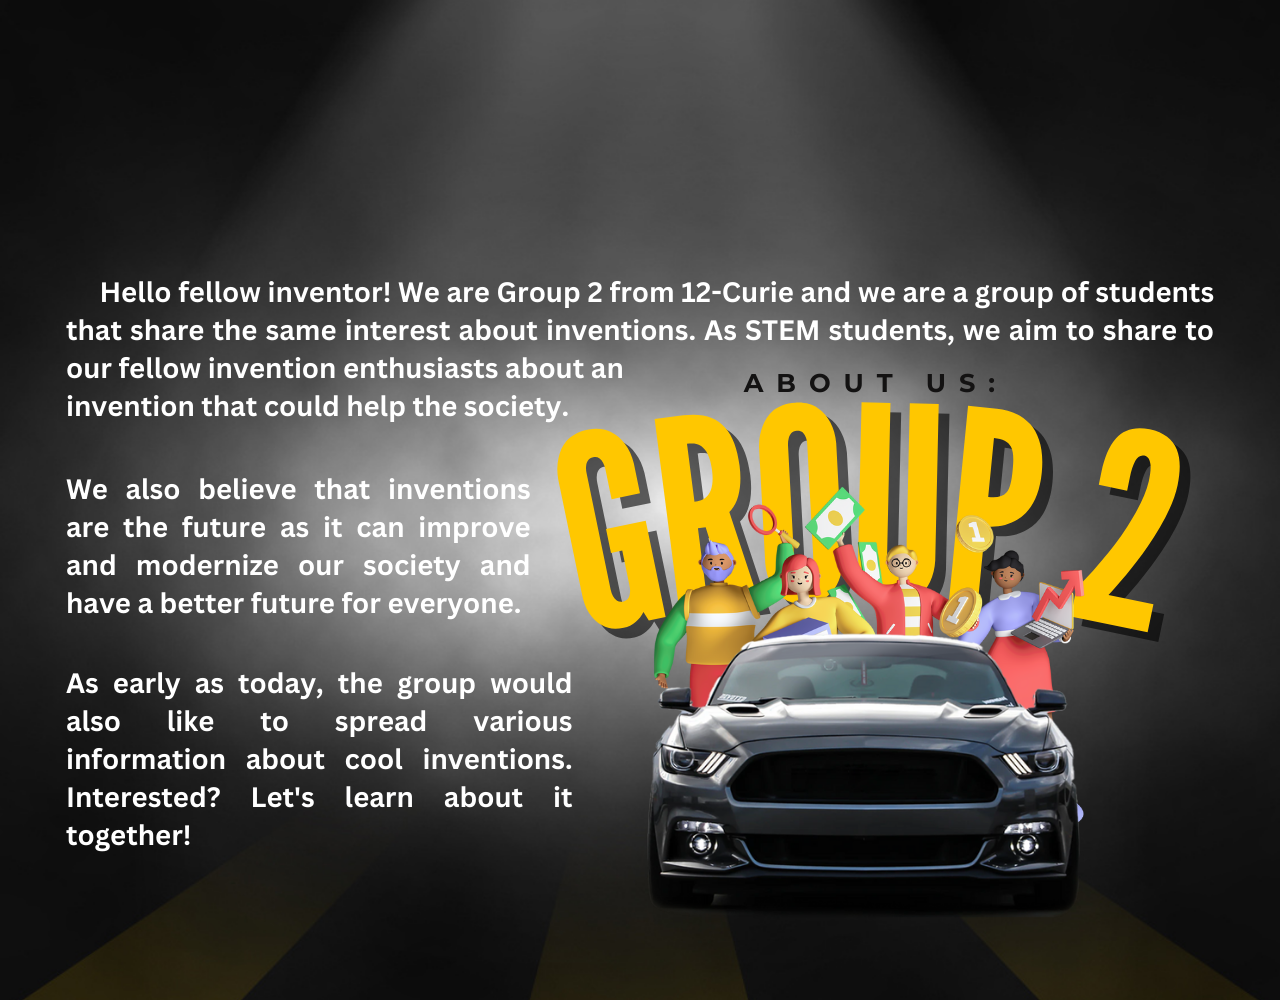 Hello fellow inventor! We are Group 2 from 12-Curie and we are a group of students
that share the same interest about inventions. As STEM students, we aim to share to
our fellow invention enthusiasts about an
invention that could help the society.
ABOUT US:
GROUP 2
We also believe that inventions
are the future as it can improve
and modernize our society and
have a better future for everyone.
As early as today, the group would
also like to spread various
information about cool inventions.
Interested? Let's learn about it
together!
1
1